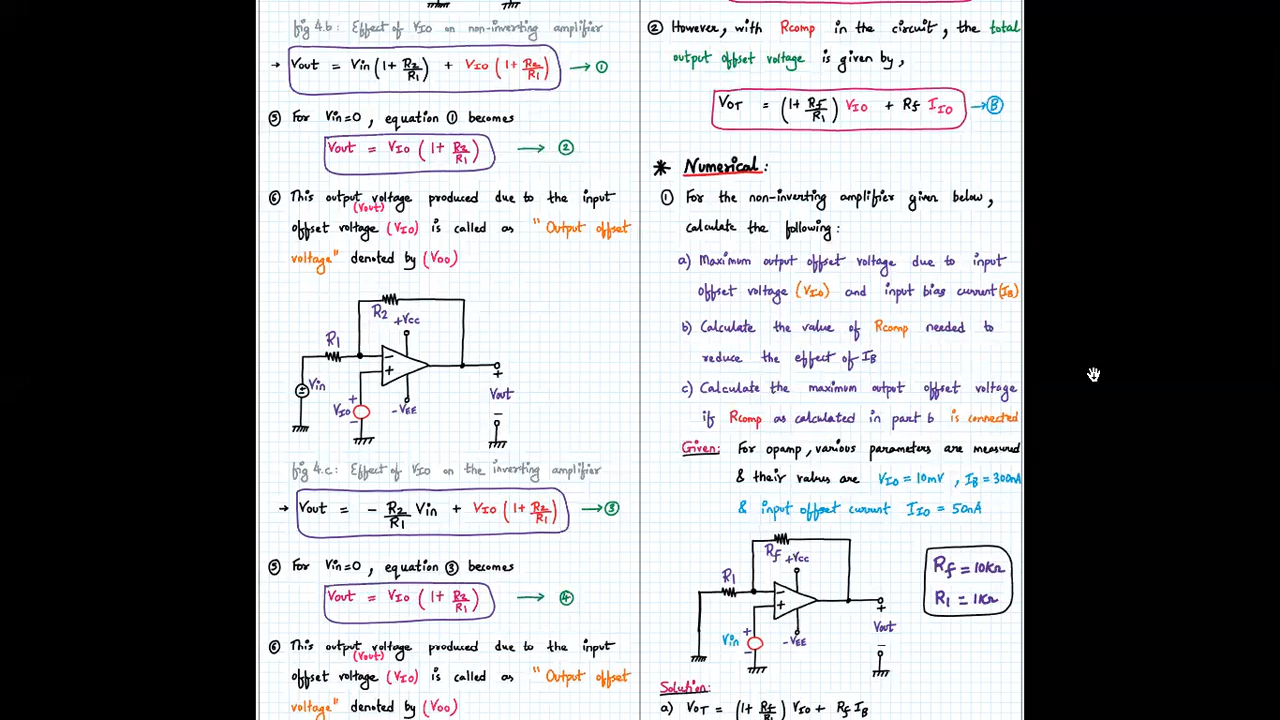 fig 4.b: Effect of VIO on non-inverting amplifier
→ Vout = Vin (1 + R2/R1) + VIO (1 + R2/R1) → ①
⑤ For Vin=0, equation ① becomes
Vout = VIO (1 + R2/R1) → ②
⑥ This output voltage produced due to the input
(Vout)
offset voltage (VIO) is called as "Output offset
voltage" denoted by (VOO)
R2
+VCC
R1
Vin
VIO
+
-
-VEE
+
Vout
-
fig 4.c: Effect of VIO on the inverting amplifier
→ Vout = - R2/R1 Vin + VIO (1 + R2/R1) → ③
⑤ For Vin=0, equation ③ becomes
Vout = VIO (1 + R2/R1) → ④
⑥ This output voltage produced due to the input
(Vout)
offset voltage (VIO) is called as "Output offset
voltage" denoted by (VOO)
② However, with Rcomp in the circuit, the total
output offset voltage is given by,
VOT = (1 + Rf/R1) VIO + Rf IIO → Ⓑ
* Numerical:
① For the non-inverting amplifier given below,
calculate the following:
a) Maximum output offset voltage due to input
offset voltage (VIO) and input bias current (IB)
b) Calculate the value of Rcomp needed to
reduce the effect of IB
c) Calculate the maximum output offset voltage
if Rcomp as calculated in part b is connected
Given: For opamp, various parameters are measured
& their values are VIO = 10mV, IB = 300nA
& input offset current IIO = 50nA
Rf
+VCC
R1
Vin
+
-
-VEE
+
Vout
-
Rf = 10KΩ
R1 = 1KΩ
Solution:
a) VOT = (1 + Rf/R1) VIO + Rf IB